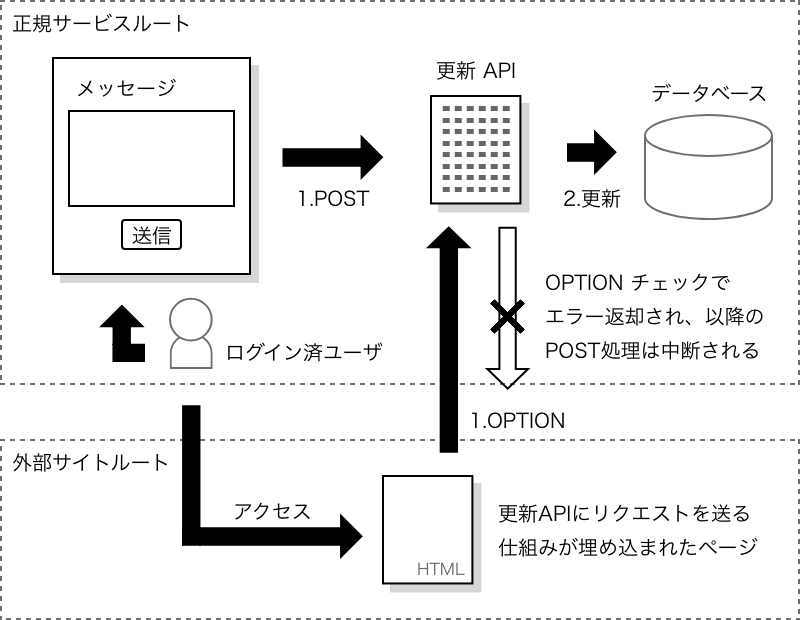 正規サービスルート
メッセージ
送信
ログイン済ユーザ
1.POST
更新 API
2.更新
データベース
OPTION チェックで
エラー返却され、以降の
POST処理は中断される
1.OPTION
外部サイトルート
アクセス
HTML
更新APIにリクエストを送る
仕組みが埋め込まれたページ